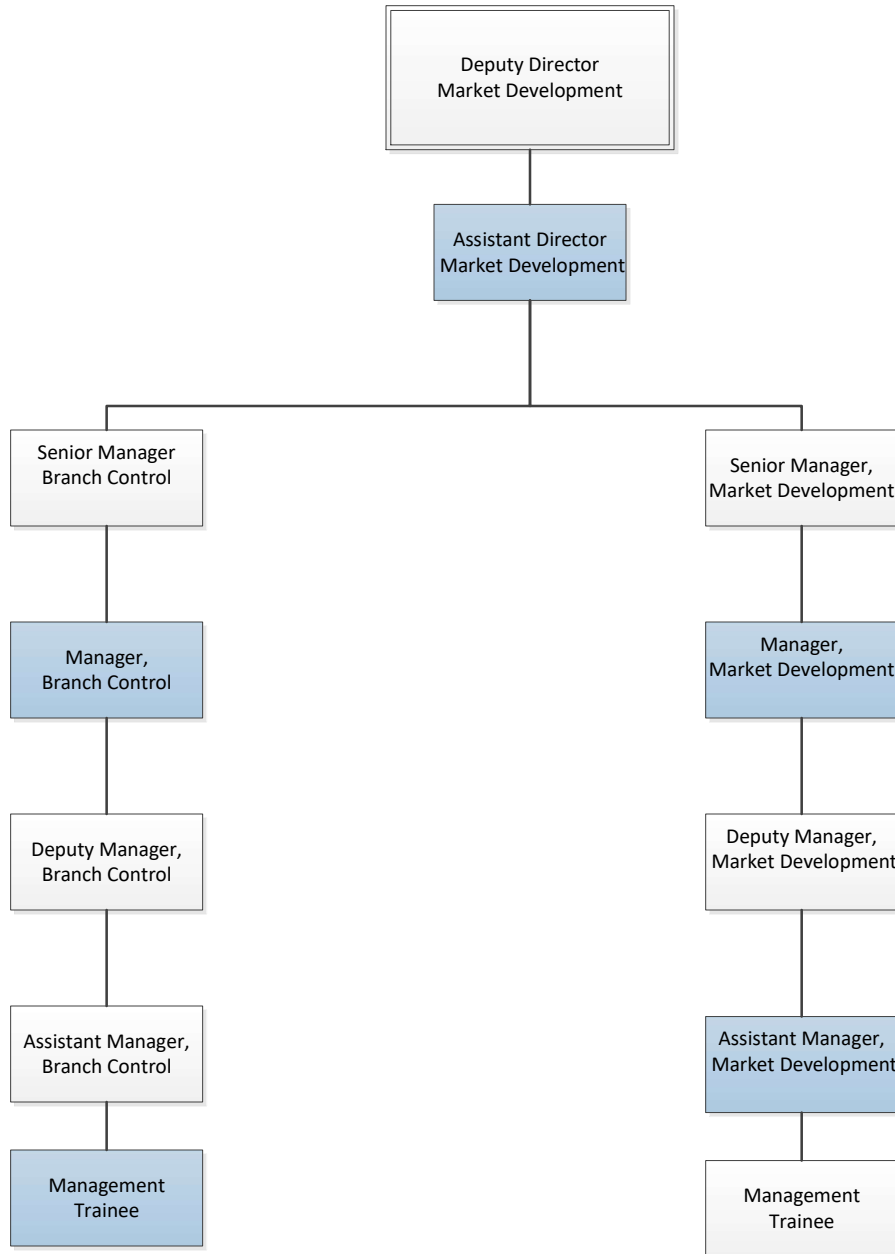 Deputy Director
Market Development
Assistant Director
Market Development
Senior Manager
Branch Control
Senior Manager,
Market Development
Manager,
Branch Control
Manager,
Market Development
Deputy Manager,
Branch Control
Deputy Manager,
Market Development
Assistant Manager,
Branch Control
Assistant Manager,
Market Development
Management
Trainee
Management
Trainee